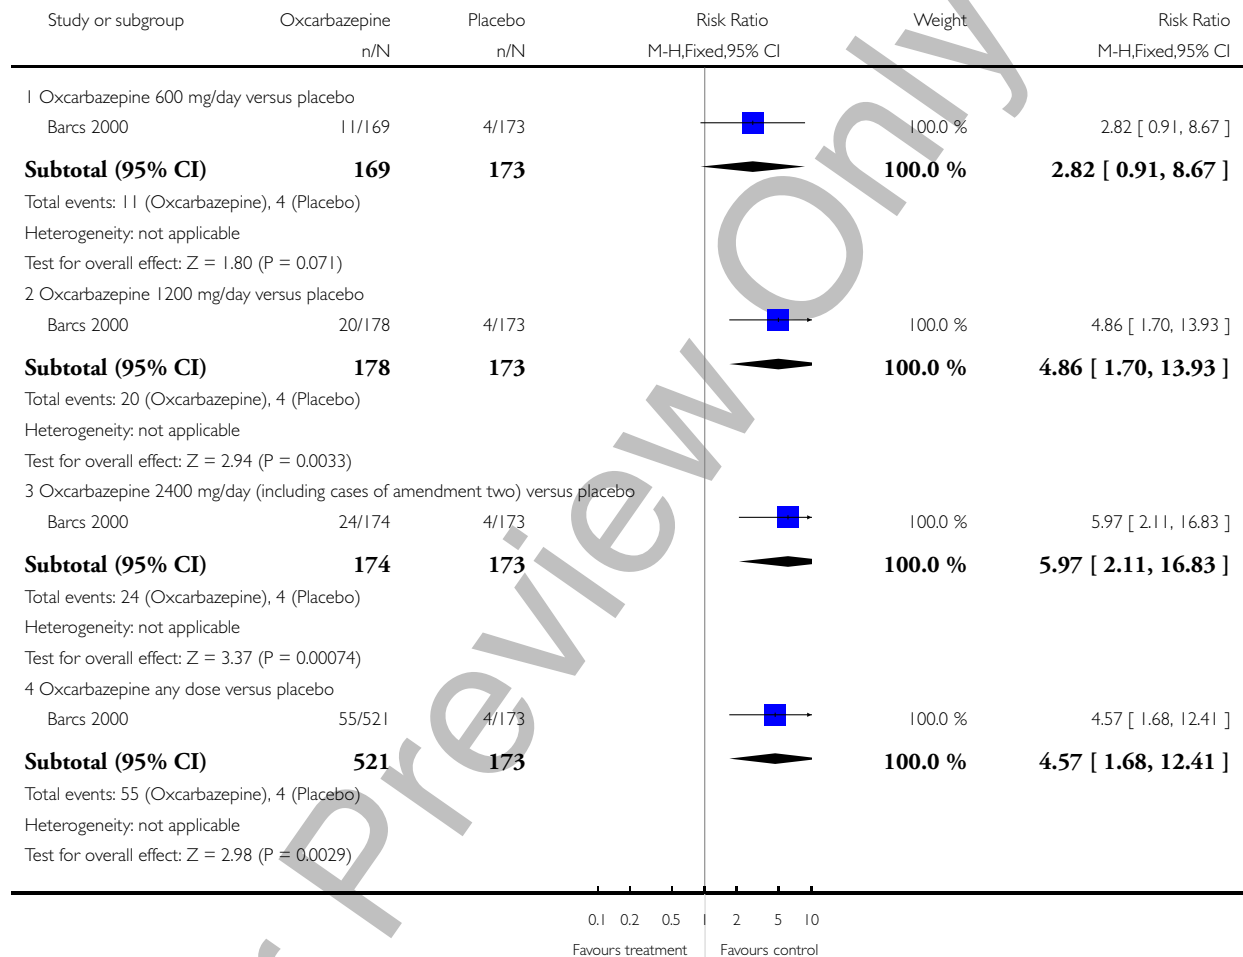 Study or subgroup Oxcarbazepine Placebo Risk Ratio Weight Risk Ratio
n/N n/N M-H,Fixed,95% CI M-H,Fixed,95% CI
1 Oxcarbazepine 600 mg/day versus placebo
Barcs 2000 11/169 4/173 100.0 % 2.82 [ 0.91, 8.67 ]
Subtotal (95% CI) 169 173 100.0 % 2.82 [ 0.91, 8.67 ]
Total events: 11 (Oxcarbazepine), 4 (Placebo)
Heterogeneity: not applicable
Test for overall effect: Z = 1.80 (P = 0.071)
2 Oxcarbazepine 1200 mg/day versus placebo
Barcs 2000 20/178 4/173 100.0 % 4.86 [ 1.70, 13.93 ]
Subtotal (95% CI) 178 173 100.0 % 4.86 [ 1.70, 13.93 ]
Total events: 20 (Oxcarbazepine), 4 (Placebo)
Heterogeneity: not applicable
Test for overall effect: Z = 2.94 (P = 0.0033)
3 Oxcarbazepine 2400 mg/day (including cases of amendment two) versus placebo
Barcs 2000 24/174 4/173 100.0 % 5.97 [ 2.11, 16.83 ]
Subtotal (95% CI) 174 173 100.0 % 5.97 [ 2.11, 16.83 ]
Total events: 24 (Oxcarbazepine), 4 (Placebo)
Heterogeneity: not applicable
Test for overall effect: Z = 3.37 (P = 0.00074)
4 Oxcarbazepine any dose versus placebo
Barcs 2000 55/521 4/173 100.0 % 4.57 [ 1.68, 12.41 ]
Subtotal (95% CI) 521 173 100.0 % 4.57 [ 1.68, 12.41 ]
Total events: 55 (Oxcarbazepine), 4 (Placebo)
Heterogeneity: not applicable
Test for overall effect: Z = 2.98 (P = 0.0029)
0.1 0.2 0.5 1 2 5 10
Favours treatment Favours control
r Preview Only